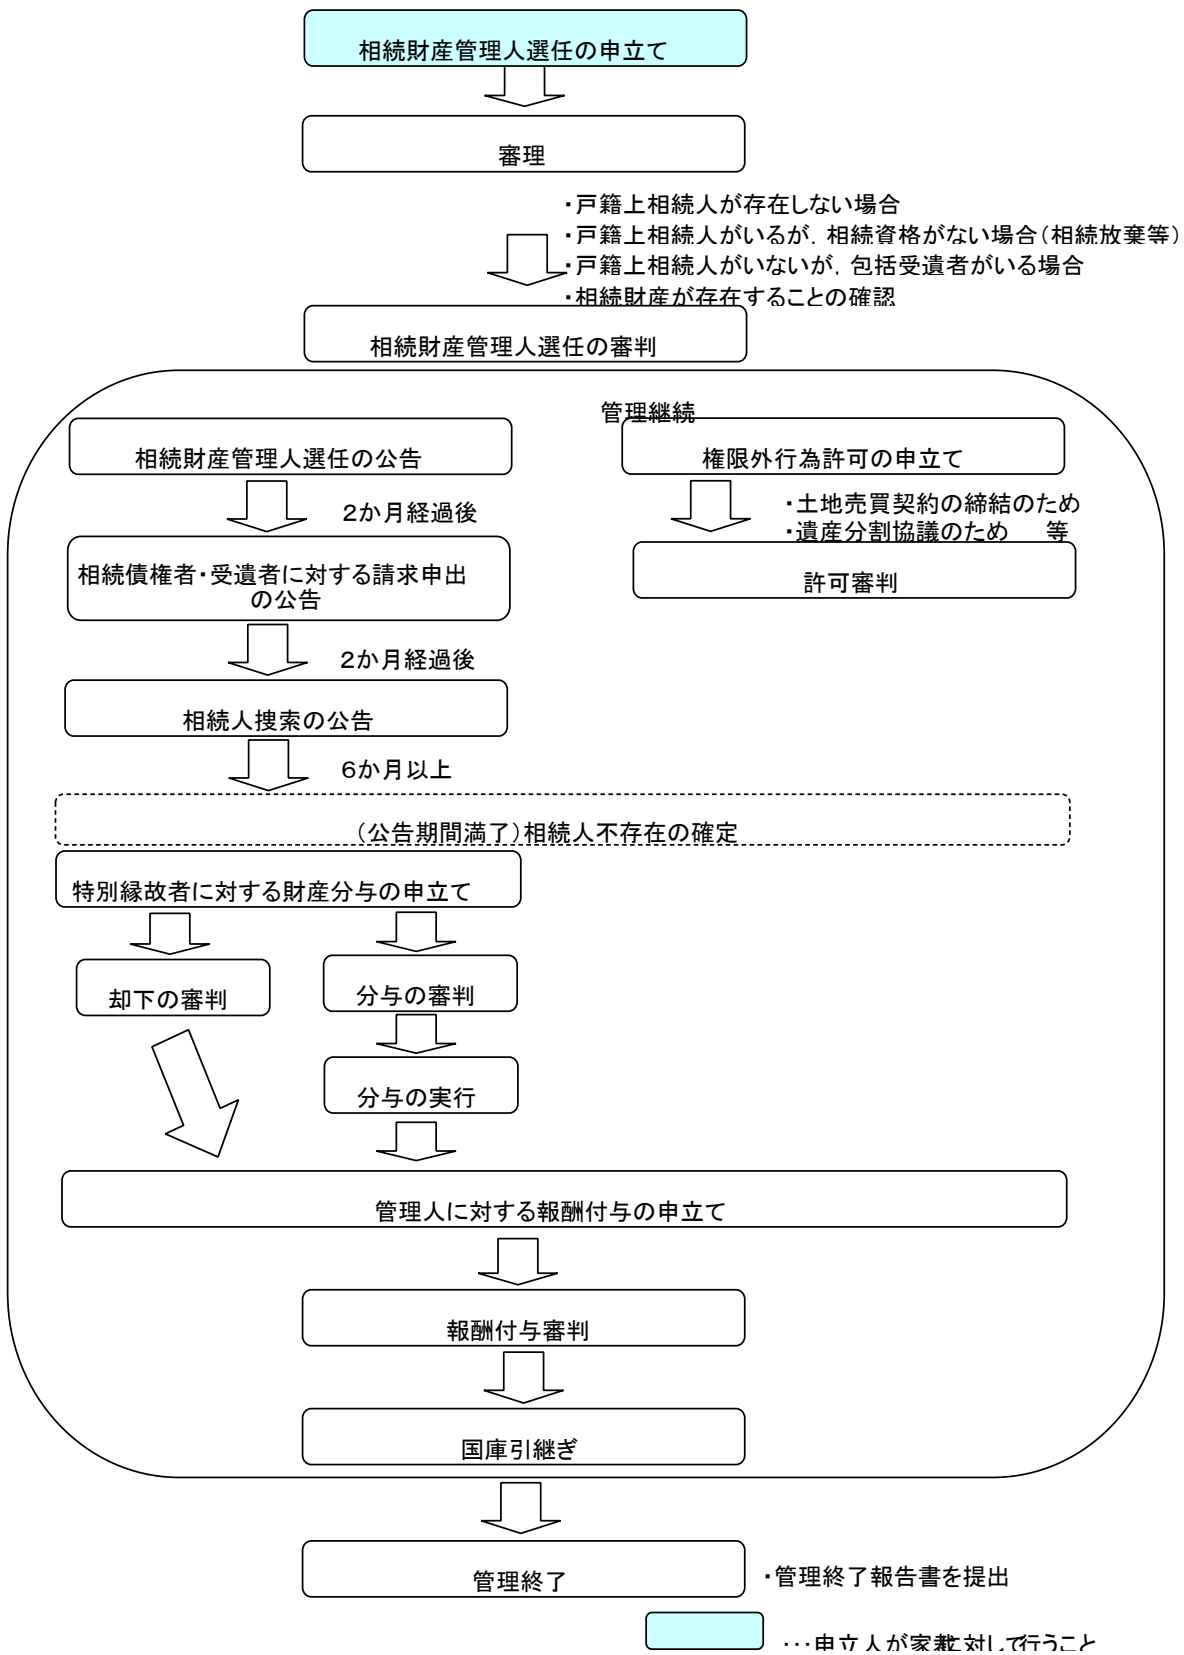 相続財産管理人選任の申立て
審理
・戸籍上相続人が存在しない場合
・戸籍上相続人がいるが，相続資格がない場合（相続放棄等）
・戸籍上相続人がいないが，包括受遺者がいる場合
・相続財産が存在することの確認
相続財産管理人選任の審判
管理継続
相続財産管理人選任の公告
２か月経過後
相続債権者・受遺者に対する請求申出
の公告
２か月経過後
相続人捜索の公告
６か月以上
権限外行為許可の申立て
・土地売買契約の締結のため
・遺産分割協議のため　等
許可審判
（公告期間満了）相続人不存在の確定
特別縁故者に対する財産分与の申立て
却下の審判
分与の審判
分与の実行
管理人に対する報酬付与の申立て
報酬付与審判
国庫引継ぎ
管理終了
・管理終了報告書を提出
・・・申立人が家裁に対して行うこと